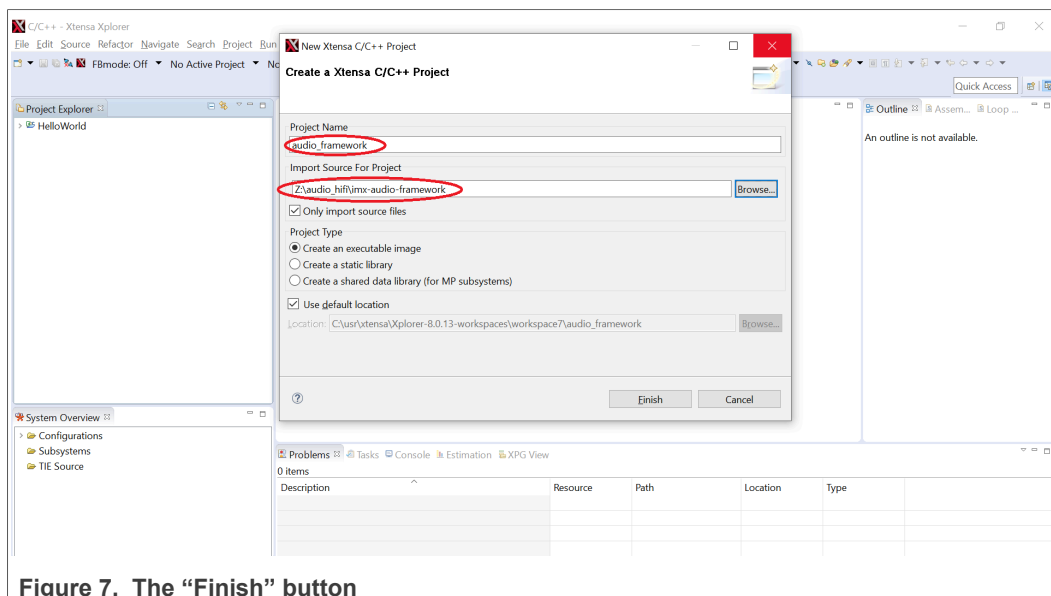 C/C++ - Xtensa Xplorer
File Edit Source Refactor Navigate Search Project Run
FBmode: Off No Active Project
Quick Access
Project Explorer
HelloWorld
New Xtensa C/C++ Project
Create a Xtensa C/C++ Project
Project Name
audio_framework
Import Source For Project
Z:\audio_hifi\imx-audio-framework
Browse...
Only import source files
Project Type
Create an executable image
Create a static library
Create a shared data library (for MP subsystems)
Use default location
Location: C:\usr\xtensa\Xplorer-8.0.13-workspaces\workspace7\audio_framework
Browse...
Finish Cancel
Outline Assem... Loop ...
An outline is not available.
System Overview
Configurations
Subsystems
TIE Source
Problems Tasks Console Estimation XPG View
0 items
Description Resource Path Location Type
Figure 7. The “Finish” button